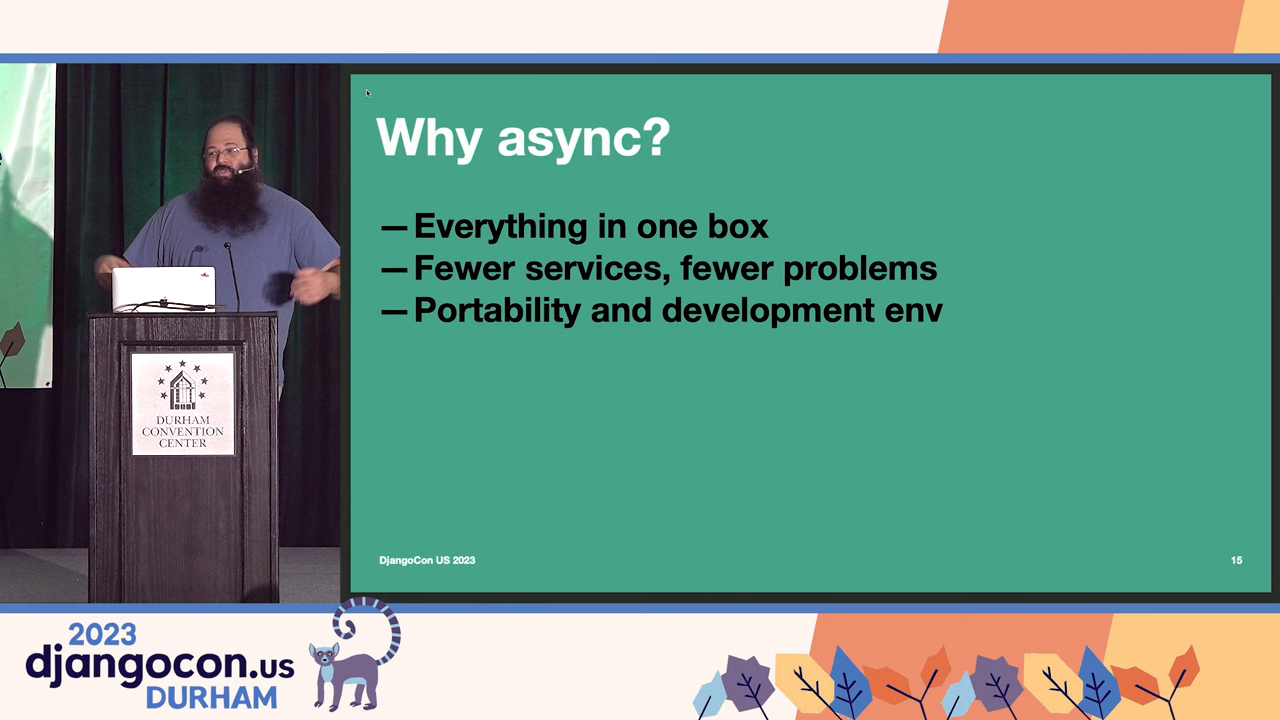 Why async?
— Everything in one box
— Fewer services, fewer problems
— Portability and development env
DjangoCon US 2023
15
DURHAM
CONVENTION
CENTER
2023
djangocon.us
DURHAM